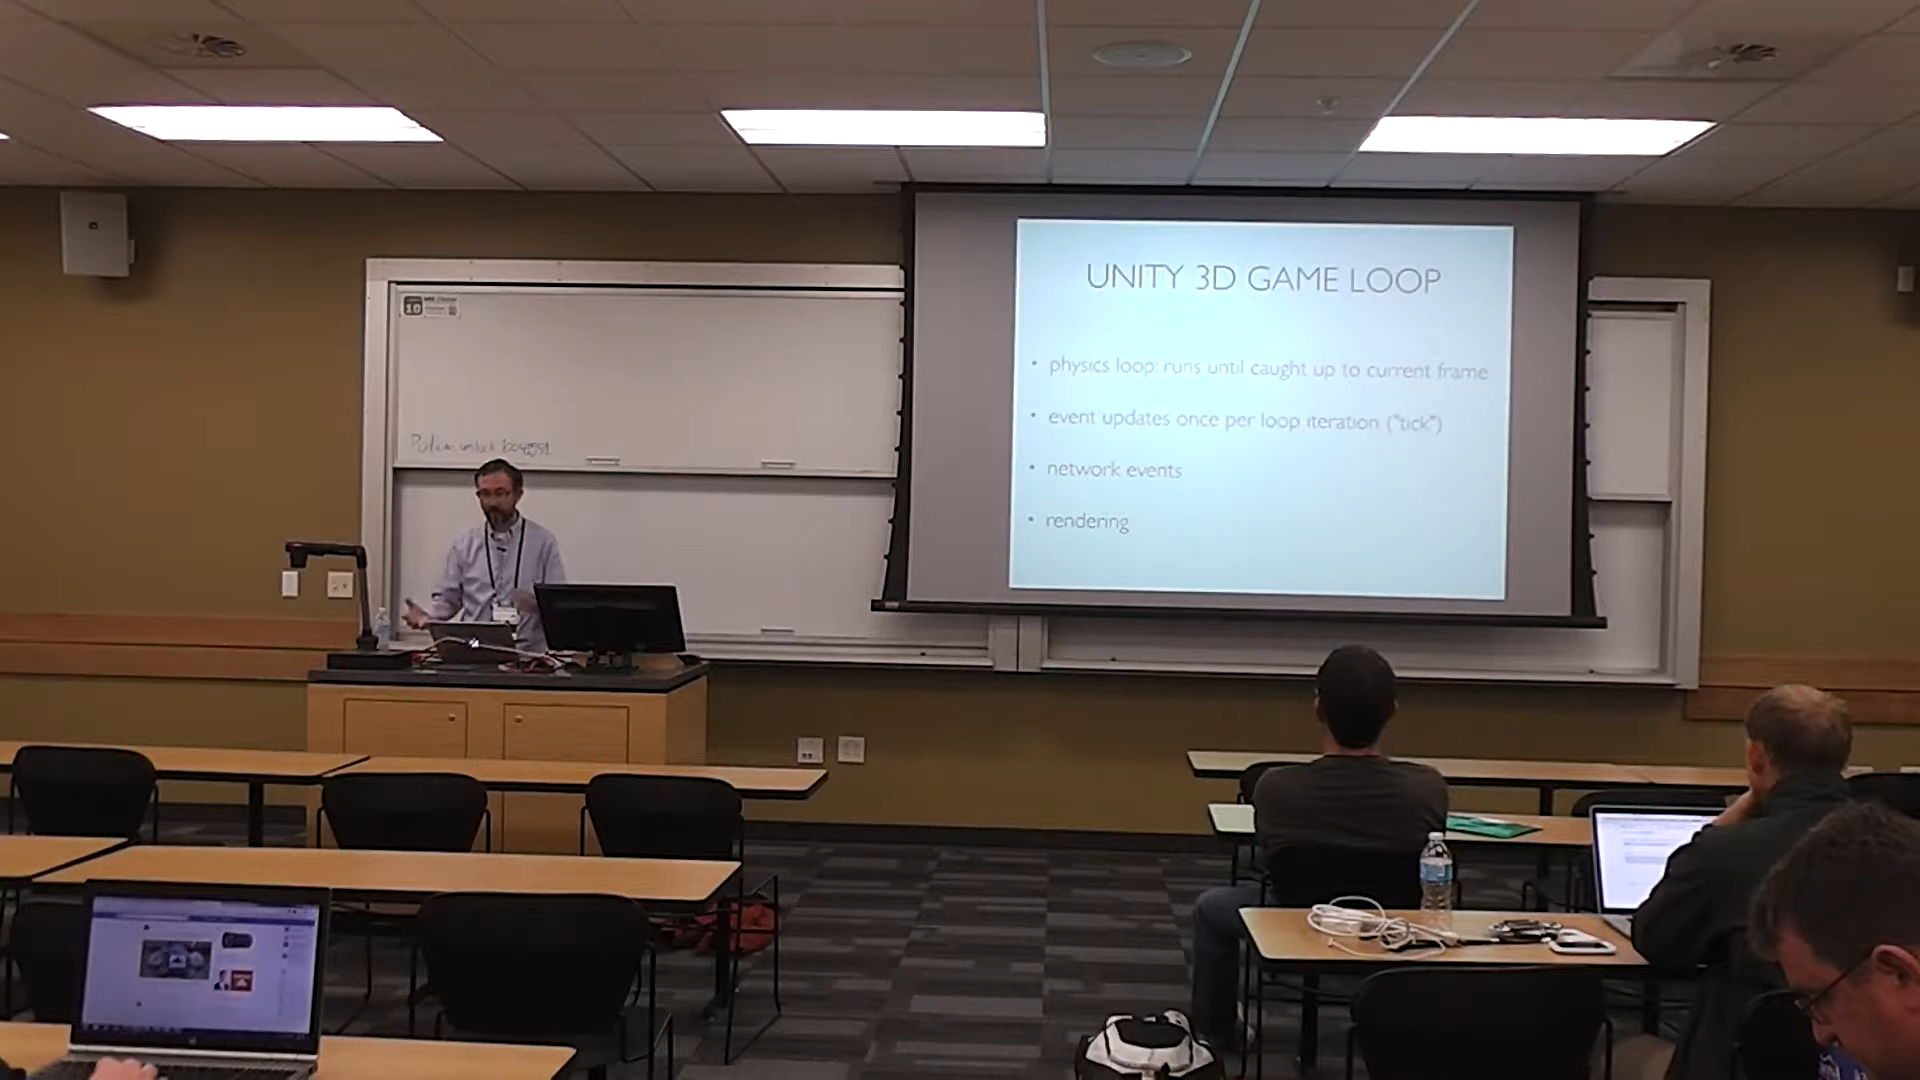 UNITY 3D GAME LOOP
• physics loop: runs until caught up to current frame
• event updates once per loop iteration ("tick")
• network events
• rendering
10